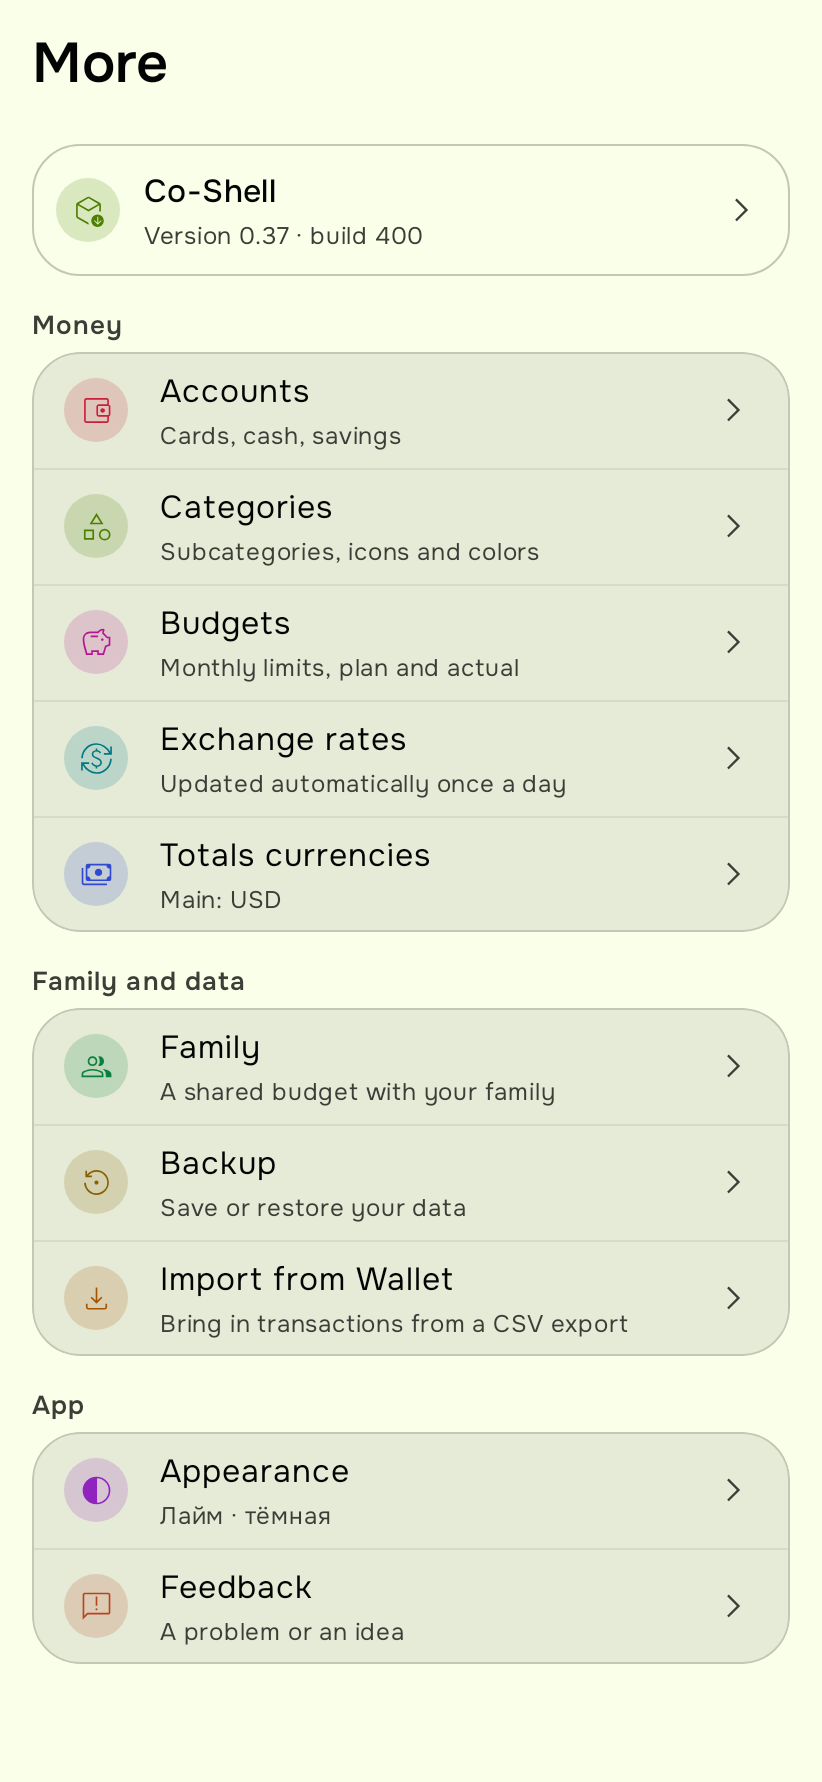 More
Co-Shell
Version 0.37 · build 400
Money
Accounts
Cards, cash, savings
Categories
Subcategories, icons and colors
Budgets
Monthly limits, plan and actual
Exchange rates
Updated automatically once a day
Totals currencies
Main: USD
Family and data
Family
A shared budget with your family
Backup
Save or restore your data
Import from Wallet
Bring in transactions from a CSV export
App
Appearance
Лайм · тёмная
Feedback
A problem or an idea